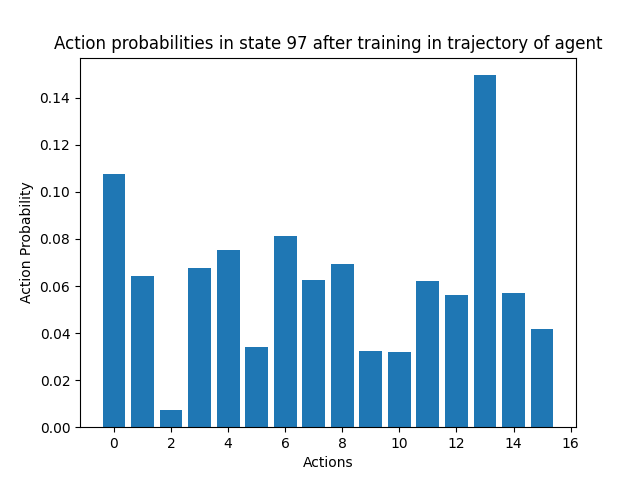 Action probabilities in state 97 after training in trajectory of agent
0.14
0.12
0.10
0.08
0.06
0.04
0.02
0.00
Action Probability
0 2 4 6 8 10 12 14 16
Actions